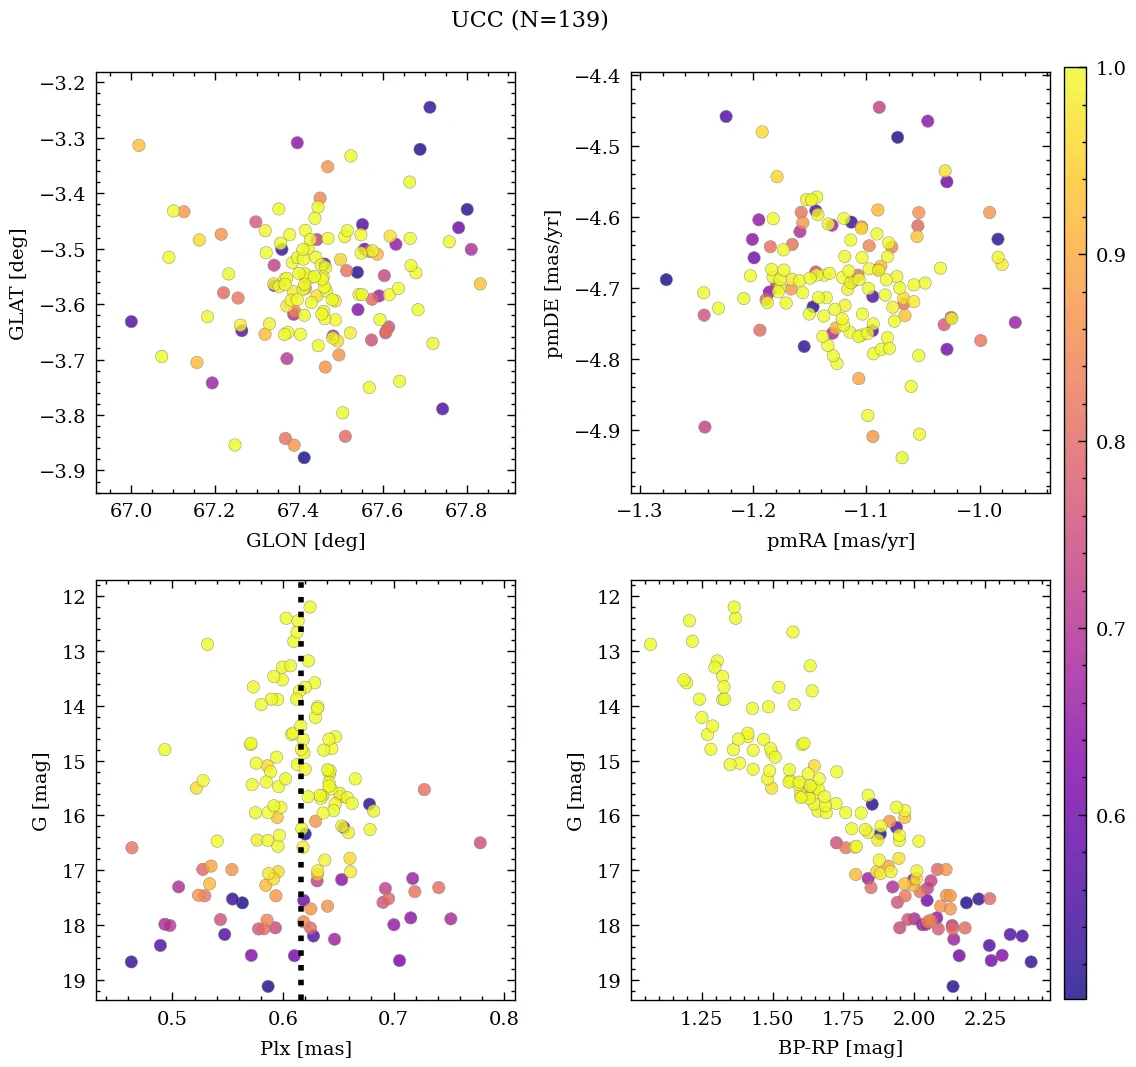 UCC (N=139)
−3.2
−3.3
−3.4
−3.5
−3.6
−3.7
−3.8
−3.9
GLAT [deg]
67.0 67.2 67.4 67.6 67.8
GLON [deg]
−4.4
−4.5
−4.6
−4.7
−4.8
−4.9
pmDE [mas/yr]
−1.3 −1.2 −1.1 −1.0
pmRA [mas/yr]
1.0
0.9
0.8
0.7
0.6
12
13
14
15
16
17
18
19
G [mag]
0.5 0.6 0.7 0.8
Plx [mas]
12
13
14
15
16
17
18
19
G [mag]
1.25 1.50 1.75 2.00 2.25
BP-RP [mag]